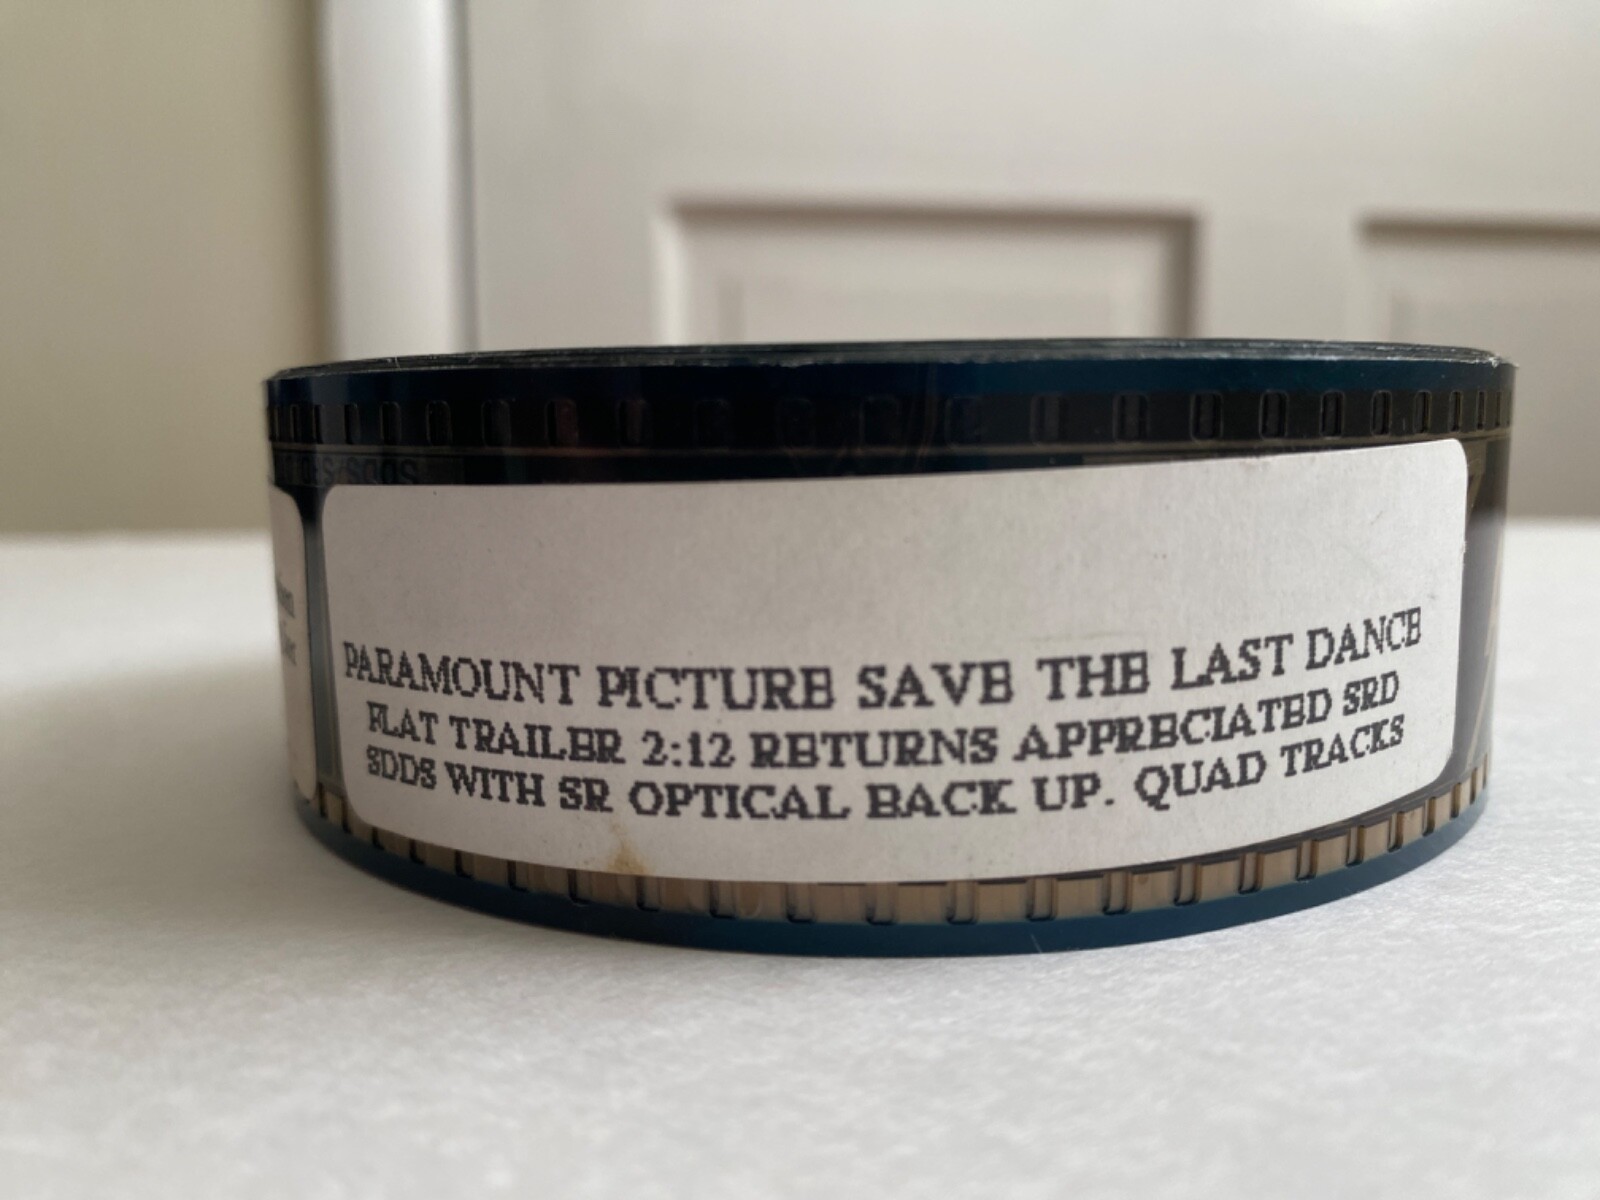 PARAMOUNT PICTURE SAVE THE LAST DANCE
FLAT TRAILER 2:12 RETURNS APPRECIATED SRD
SDDS WITH SR OPTICAL BACK UP. QUAD TRACKS